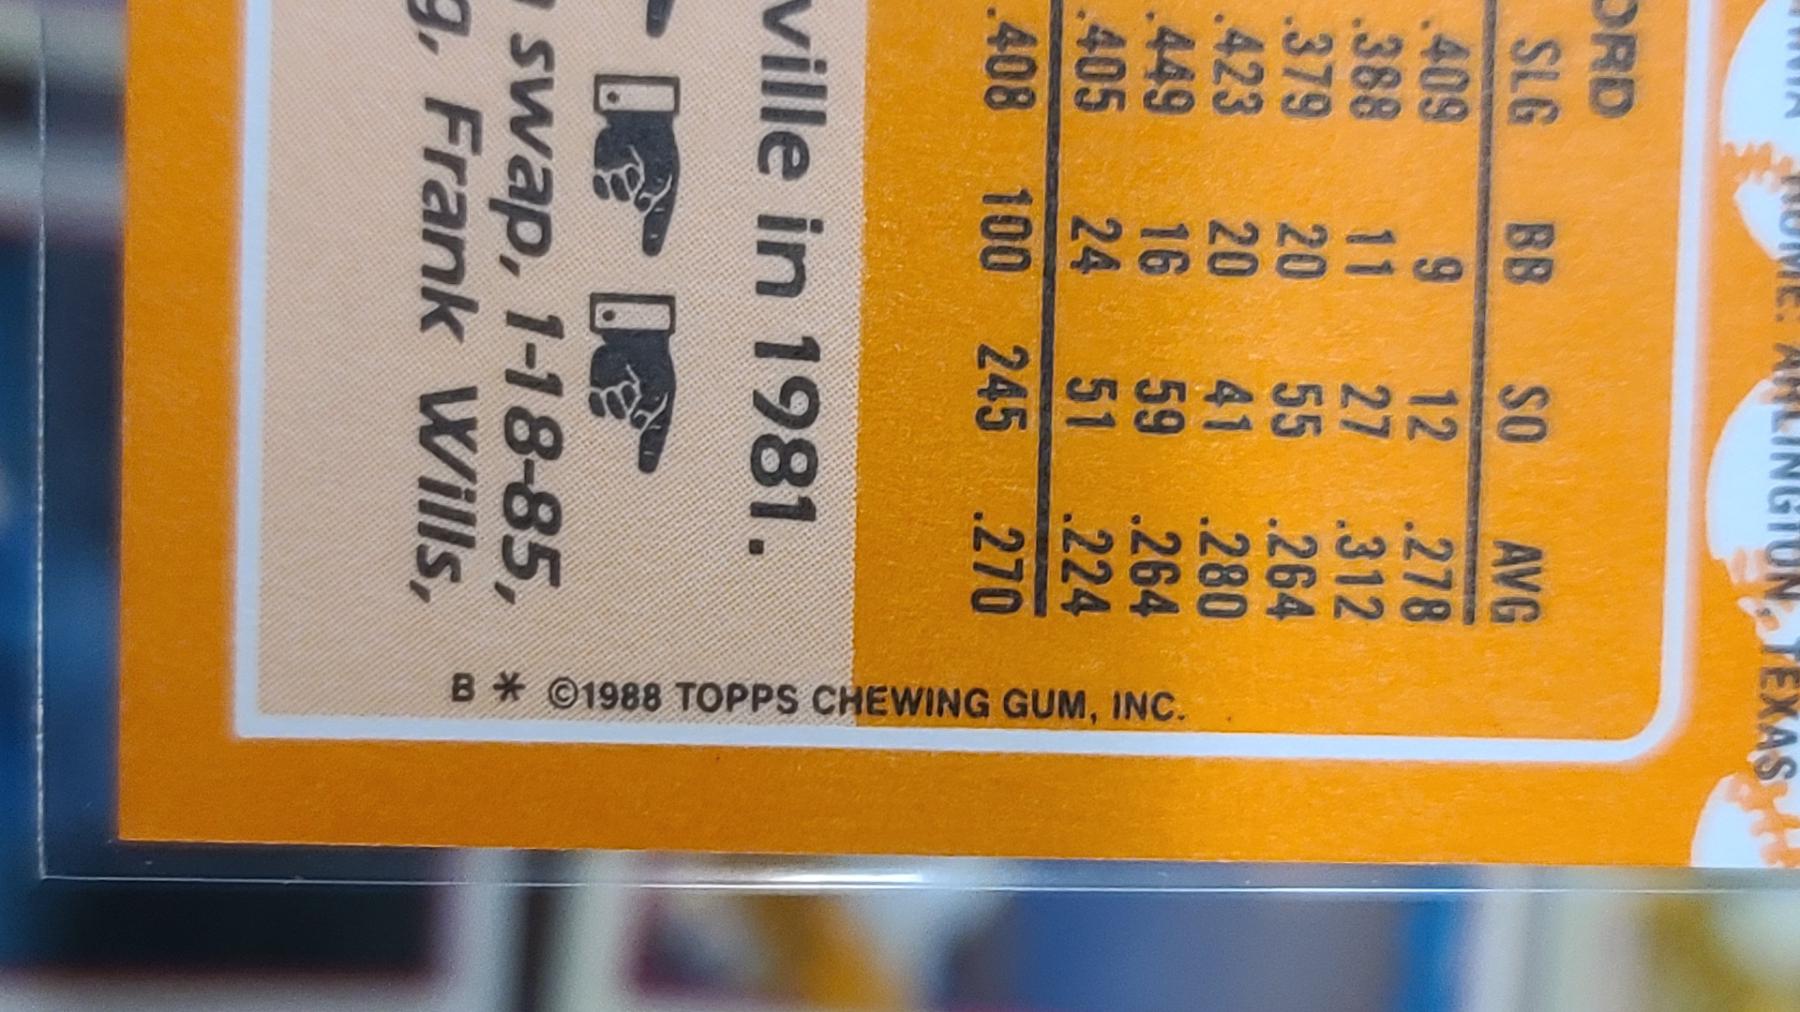 HOME: ARLINGTON, TEXAS
ORD
SLG BB SO AVG
.409 9 12 .278
.388 11 27 .312
.379 20 55 .264
.423 20 41 .280
.449 16 59 .264
.405 24 51 .224
.408 100 245 .270
ville in 1981.
swap, 1-18-85,
g, Frank Wills,
B * ©1988 TOPPS CHEWING GUM, INC.